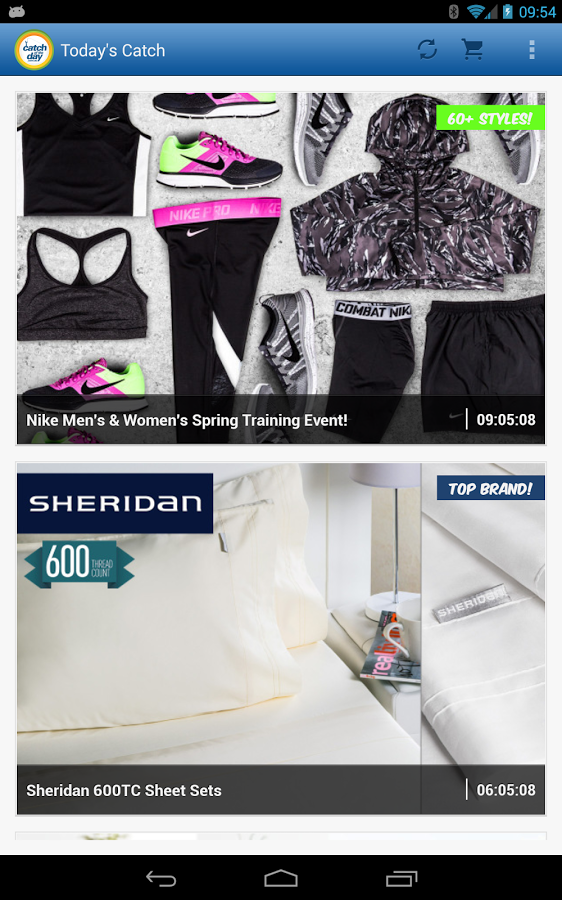 09:54
catch
of the
day
Today's Catch
60+ STYLES!
NIKE PRO
NIKE
COMBAT NIK
Nike Men's & Women's Spring Training Event!
09:05:08
SHERIDAN
TOP BRAND!
600 THREAD
COUNT
SHERIDAN
realliving
Sheridan 600TC Sheet Sets
06:05:08